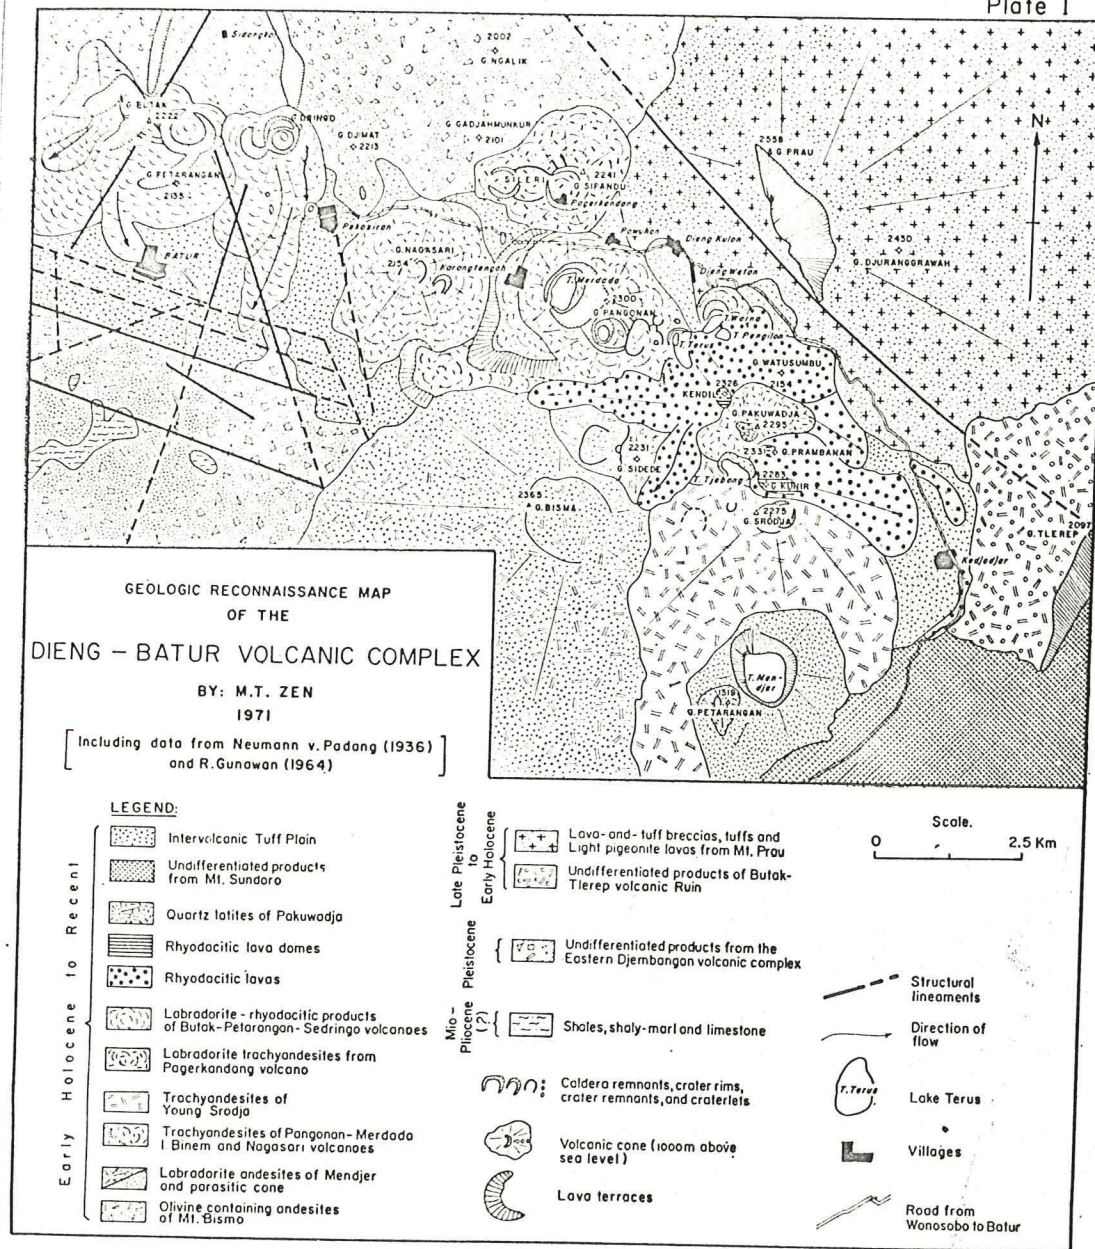 Plate I
2002
G.NGALIK
2222
DRINGO
G.DJIMAT
2213
G.GADJAHMUNKUR
2101
2558
G.PRAU
N
G.PETARANGAN
2135
SILERI
2241
G.SIPANDU
Pagerkandang
Pekasiran
BATUR
G.NAGASARI
2154
Karangtengah
Pawuhan
Dieng Kulon
Dieng Wetan
2450
G.DJURANGGRAWAH
T.Merdada
2300
G.PANGONAN
T.Warna
T.Pengilon
T.Terus
G.WATUSUMBU
2154
2326
KENDIL
G.PAKUWADJA
2295
G.PRAMBANAN
2231
G.SIDEDE
T.Tjebong
2283
G.KUNIR
2365
G.BISMA
2275
G.SRODJA
2097
G.TLEREP
Kedjadjar
T.Men-
djer
G.PETARANGAN
GEOLOGIC RECONNAISSANCE MAP
OF THE
DIENG – BATUR VOLCANIC COMPLEX
BY: M.T. ZEN
1971
[Including data from Neumann v. Padang (1936)
and R.Gunawan (1964)]
LEGEND:
Early Holocene to Recent
Intervolcanic Tuff Plain
Undifferentiated products
from Mt. Sundoro
Quartz latites of Pakuwadja
Rhyodacitic lava domes
Rhyodacitic lavas
Labradorite - rhyodacitic products
of Butak-Petarangan-Sedringo volcanoes
Labradorite trachyandesites from
Pagerkandang volcano
Trachyandesites of
Young Srodja
Trachyandesites of Pangonan-Merdada
I Binem and Nagasari volcanoes
Labradorite andesites of Mendjer
and parasitic cone
Olivine containing andesites
of Mt. Bismo
Late Pleistocene
to
Early Holocene
Lava-and-tuff breccias, tuffs and
Light pigeonite lavas from Mt. Prau
Undifferentiated products of Butak-
Tlerep volcanic Ruin
Pleistocene
Undifferentiated products from the
Eastern Djembangan volcanic complex
Mio-
Pliocene
(?)
Shales, shaly-marl and limestone
Caldera remnants, crater rims,
crater remnants, and craterlets
Volcanic cone (1000m above
sea level)
Lava terraces
Scale.
0 2.5 Km
Structural
lineaments
Direction of
flow
T.Terus
Lake Terus
Villages
Road from
Wonosobo to Batur